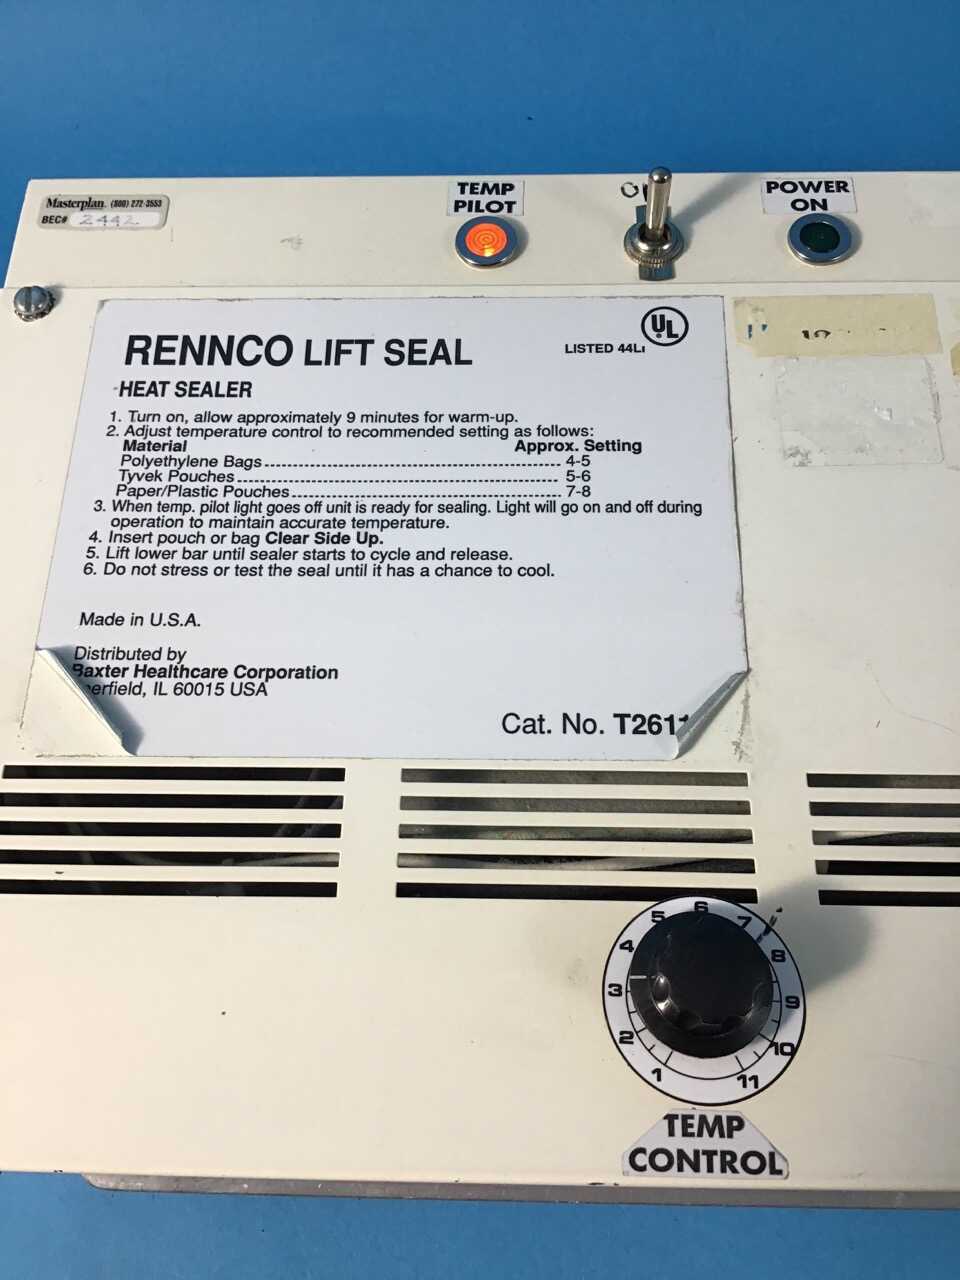 Masterplan (800) 272-3553
BEC# 2442
TEMP
PILOT
POWER
ON
UL
RENNCO LIFT SEAL
LISTED
HEAT SEALER
1. Turn on, allow approximately 9 minutes for warm-up.
2. Adjust temperature control to recommended setting as follows:
Material Approx. Setting
Polyethylene Bags 4-5
Tyvek Pouches 5-6
Paper/Plastic Pouches 7-8
3. When temp. pilot light goes off unit is ready for sealing. Light will go on and off during
operation to maintain accurate temperature.
4. Insert pouch or bag Clear Side Up.
5. Lift lower bar until sealer starts to cycle and release.
6. Do not stress or test the seal until it has a chance to cool.
Made in U.S.A.
Distributed by
Baxter Healthcare Corporation
IL 60015 USA
Cat. No.
1 2 3 4 5 6 7 8 9 10 11
TEMP
CONTROL